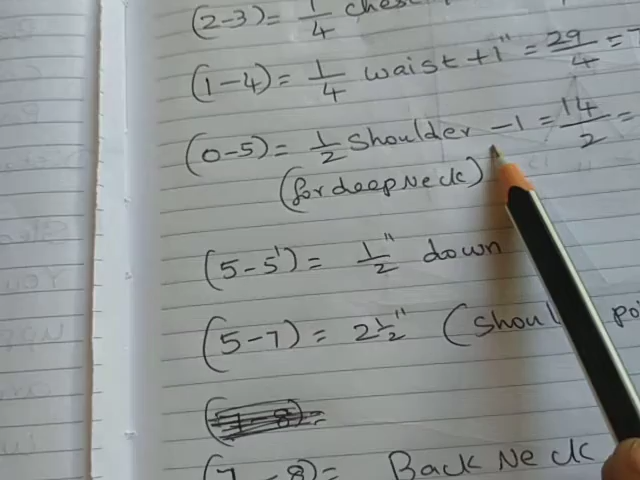 (2-3) = 1/4 chest
(1-4) = 1/4 waist +1" = 29/4 = 7
(0-5) = 1/2 Shoulder -1 = 14/2 =
(for deep Neck)
(5-5') = 1/2" down
(5-7) = 2 1/2" (Shoul po
(7-8) = Back Neck